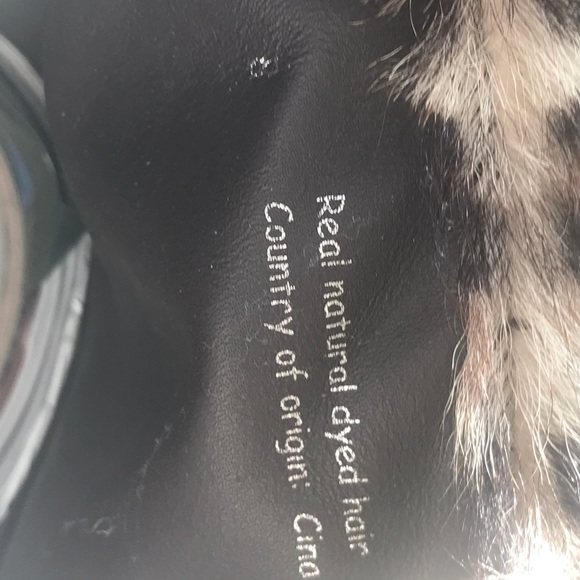 Real natural dyed hair
Country of origin: Cina